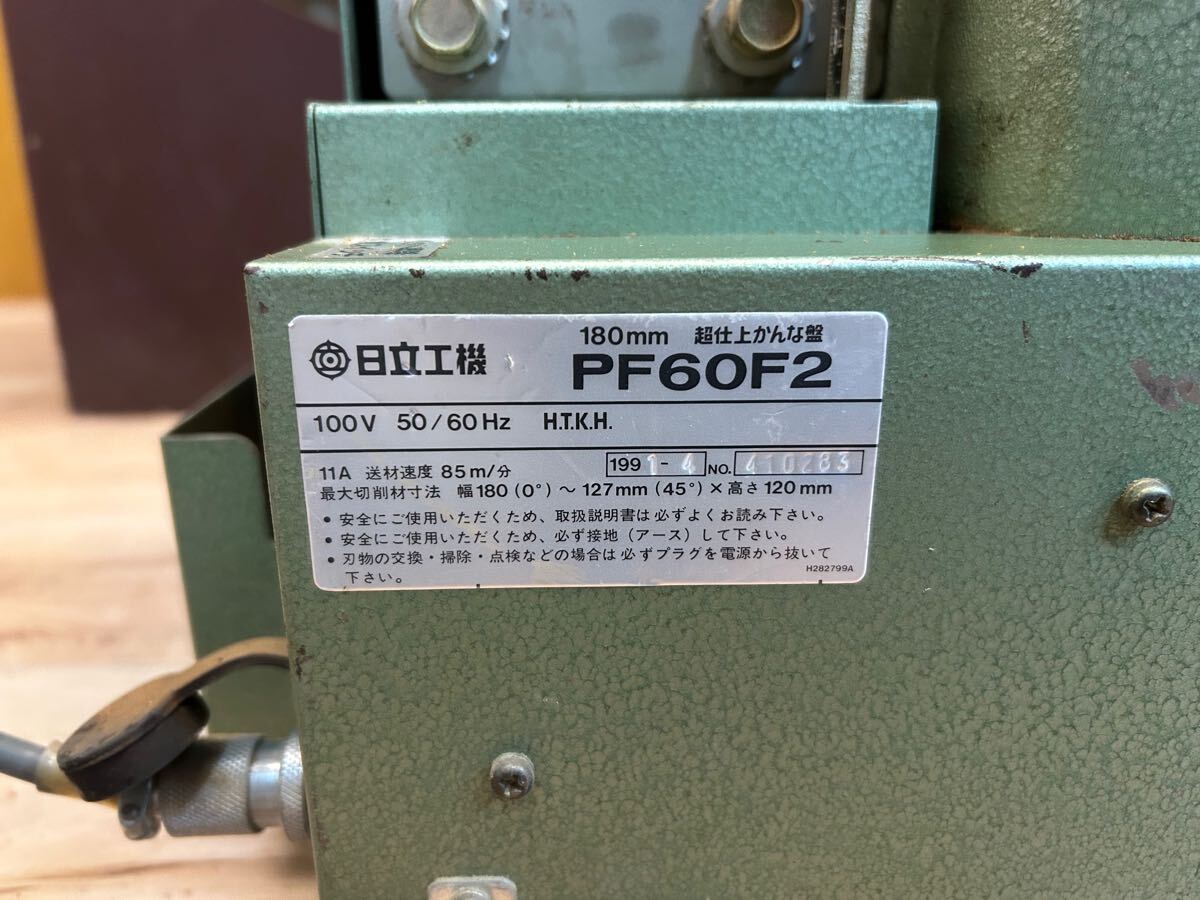 日立工機 180mm 超仕上かんな盤
PF60F2
100V 50/60Hz H.T.K.H.
11A 送材速度 85m/分 1991-4 NO. 410283
最大切削材寸法 幅180(0°)〜127mm(45°)×高さ120mm
• 安全にご使用いただくため、取扱説明書は必ずよくお読み下さい。
• 安全にご使用いただくため、必ず接地(アース)して下さい。
• 刃物の交換・掃除・点検などの場合は必ずプラグを電源から抜いて
下さい。
H282799A